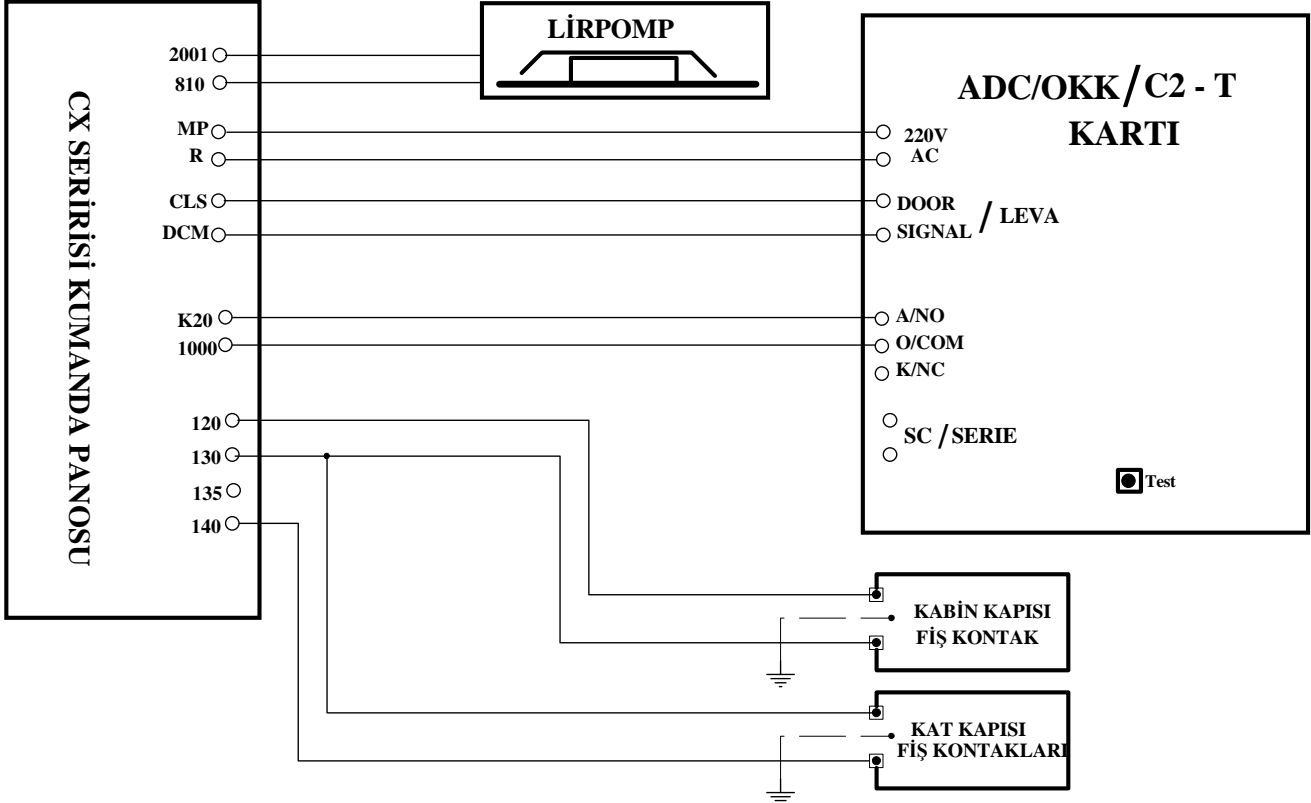 CX SERİRİSİ KUMANDA PANOSU
2001
810
MP
R
CLS
DCM
K20
1000
120
130
135
140
LİRPOMP
ADC/OKK/C2 - T
KARTI
220V
AC
DOOR
SIGNAL
/ LEVA
A/NO
O/COM
K/NC
SC /SERIE
Test
KABİN KAPISI
FİŞ KONTAK
KAT KAPISI
FİŞ KONTAKLARI